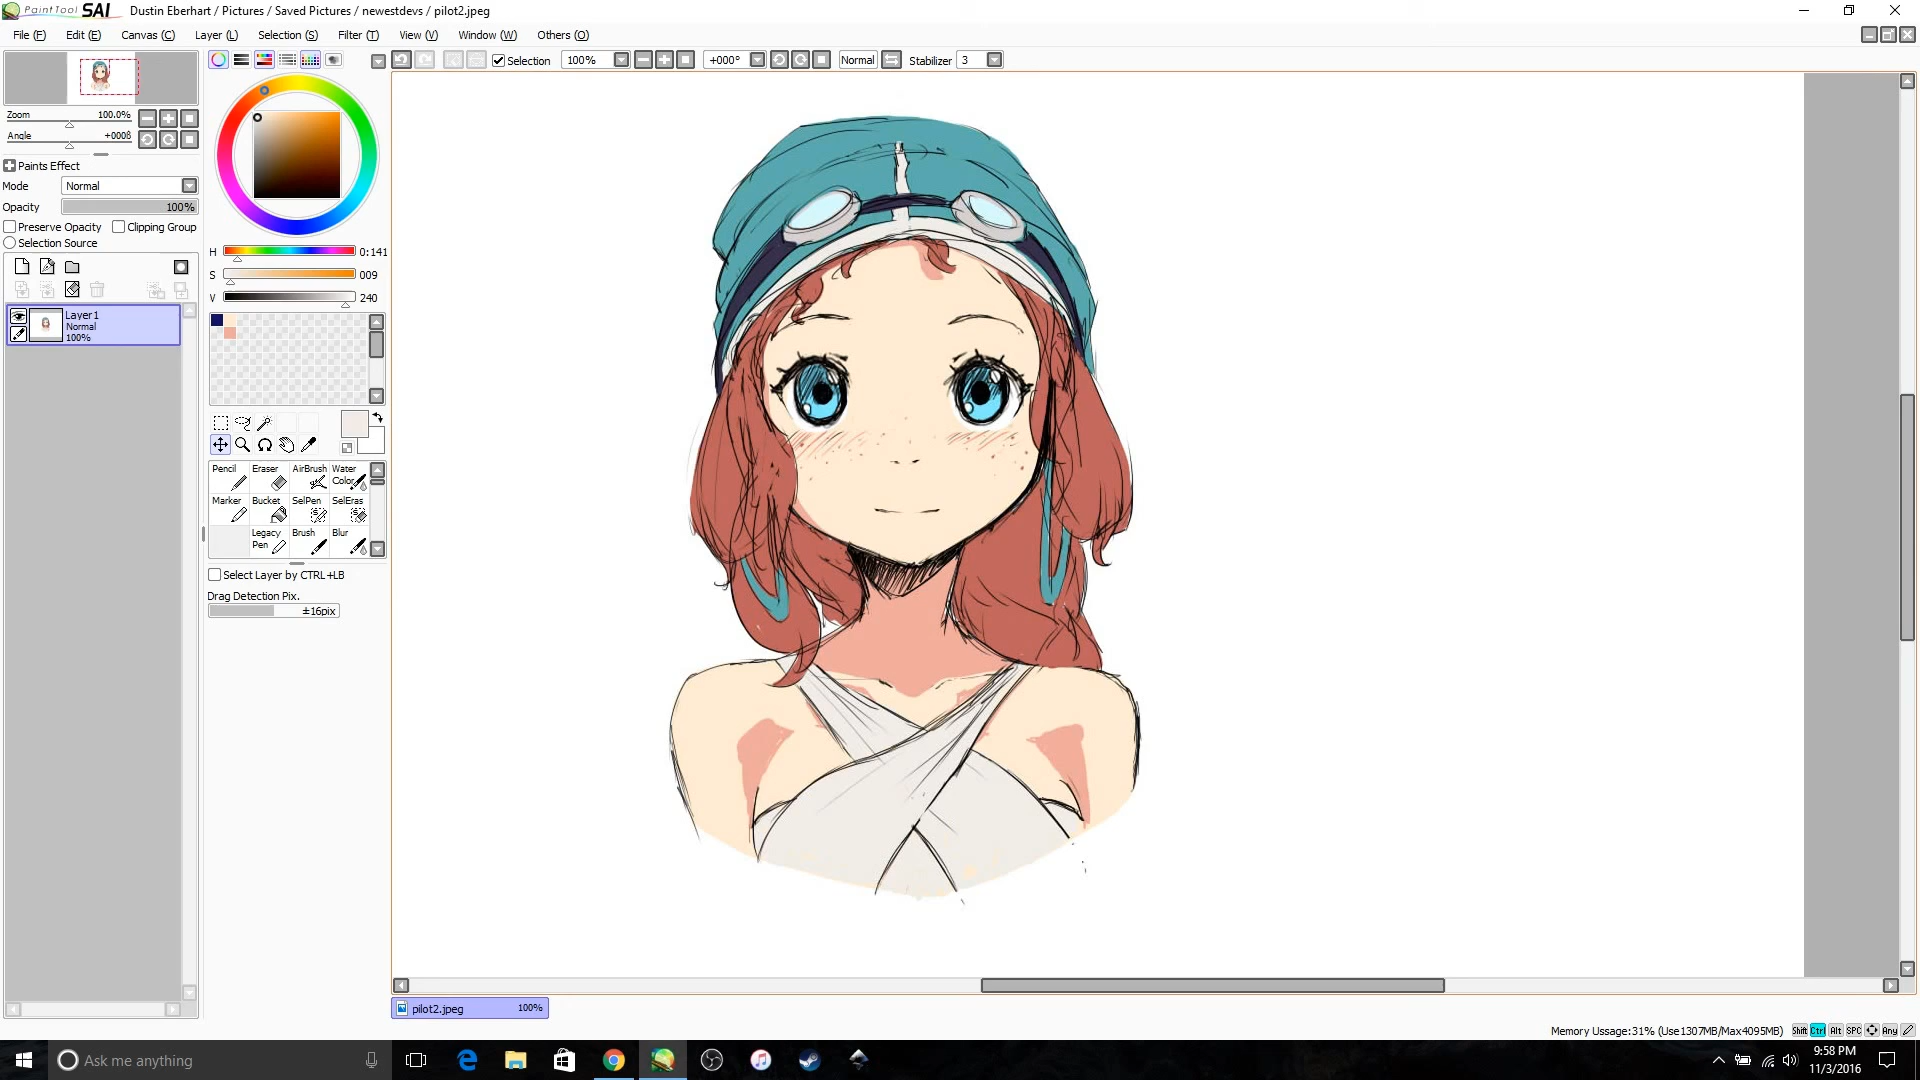 PaintTool SAI Dustin Eberhart / Pictures / Saved Pictures / newestdevs / pilot2.jpeg
File (F) Edit (E) Canvas (C) Layer (L) Selection (S) Filter (T) View (V) Window (W) Others (O)
Selection 100% +000° Normal Stabilizer 3
Zoom 100.0%
Angle +000ß
Paints Effect
Mode Normal
Opacity 100%
Preserve Opacity Clipping Group
Selection Source
Layer1
Normal
100%
H 0:141
S 009
V 240
Pencil Eraser AirBrush Water Color
Marker Bucket SelPen SelEras
Legacy Pen Brush Blur
Select Layer by CTRL+LB
Drag Detection Pix.
±16pix
pilot2.jpeg 100%
Memory Ussage:31% (Use1307MB/Max4095MB) Shift Ctrl Alt SPC Any
Ask me anything
9:58 PM
11/3/2016